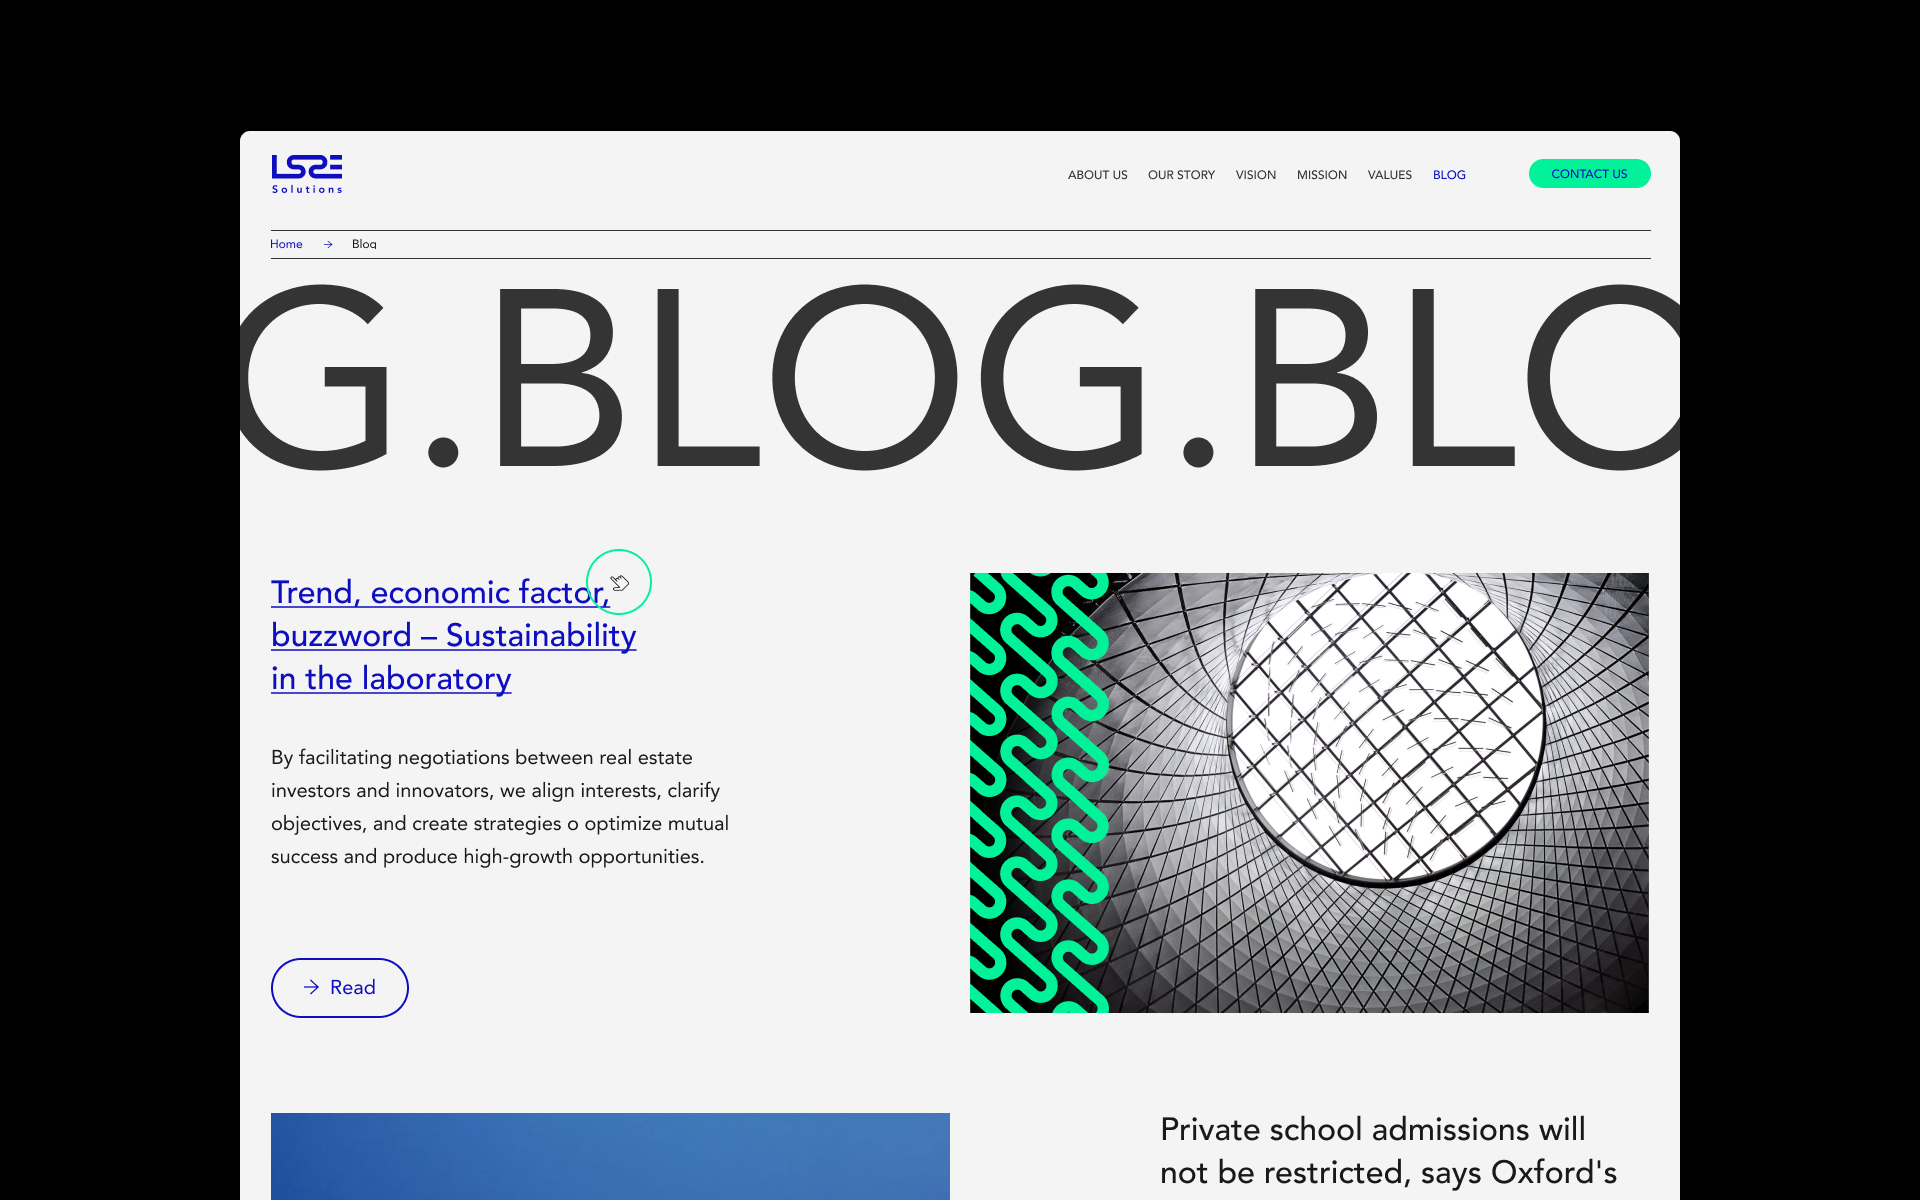 LSRE
Solutions
ABOUT US
OUR STORY
VISION
MISSION
VALUES
BLOG
CONTACT US
Home → Blog
G.BLOG.BLO
Trend, economic factor,
buzzword – Sustainability
in the laboratory
By facilitating negotiations between real estate
investors and innovators, we align interests, clarify
objectives, and create strategies o optimize mutual
success and produce high-growth opportunities.
→ Read
Private school admissions will
not be restricted, says Oxford's